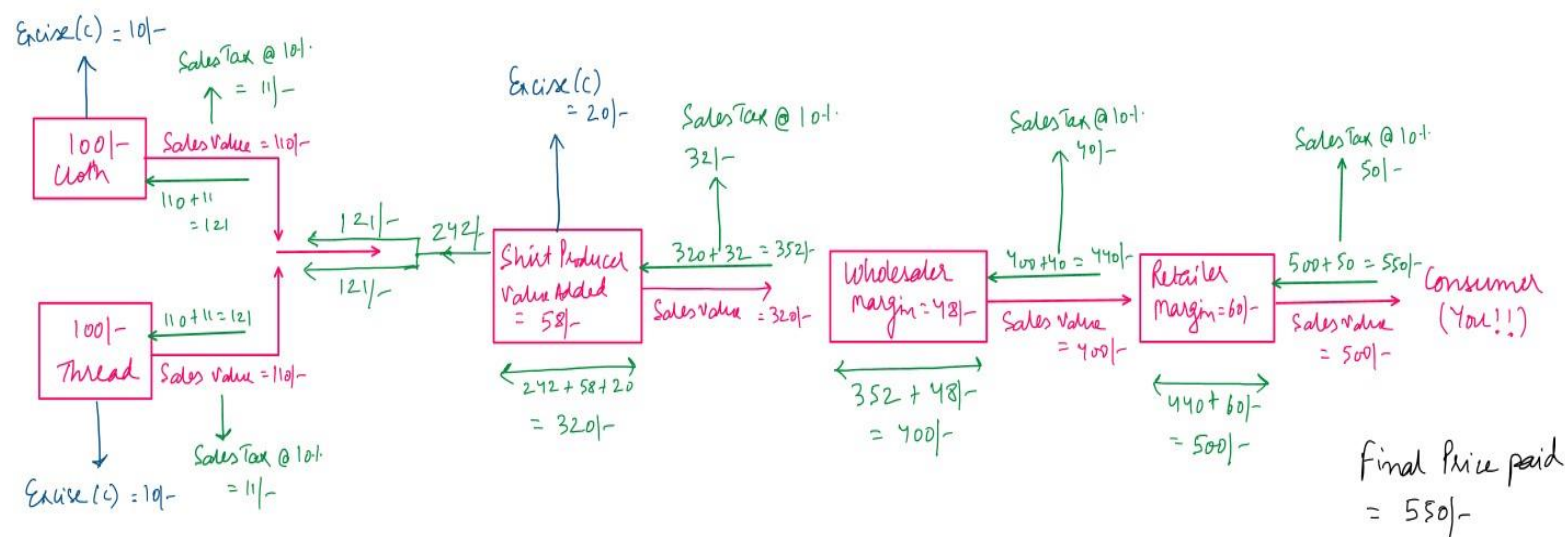 Excise(C) = 10/-
Sales Tax @ 10%
= 11/-
100/-
Cloth
Sales Value = 110/-
110+11
= 121
100/-
Thread
110+11=121
Sales Value = 110/-
Sales Tax @ 10%
= 11/-
Excise(C) = 10/-
121/-
121/-
242/-
Excise(C)
= 20/-
Shirt Producer
Value Added
= 58/-
242+58+20
= 320/-
Sales Tax @ 10%
32/-
320+32 = 352/-
Sales Value = 320/-
Wholesaler
Margin = 48/-
352 + 48/-
= 400/-
Sales Tax @ 10%
40/-
400+40 = 440/-
Sales Value
= 400/-
Retailer
Margin=60/-
440+60/-
= 500/-
Sales Tax @ 10%
50/-
500+50 = 550/-
Sales Value
= 500/-
Consumer
(You!!)
Final Price paid
= 550/-